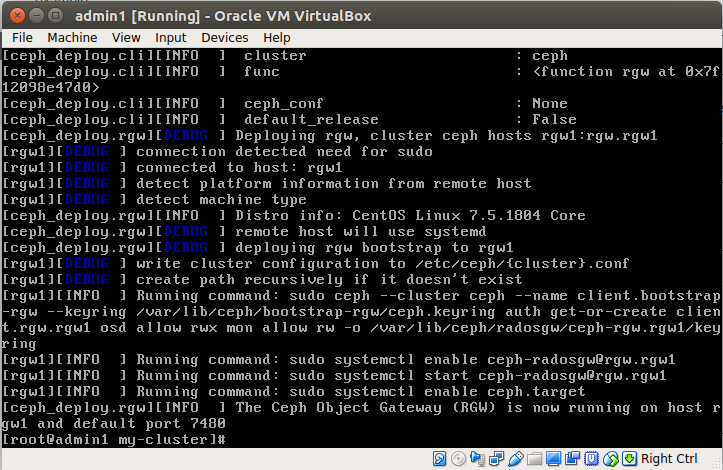 admin1 [Running] - Oracle VM VirtualBox
File Machine View Input Devices Help
[ceph_deploy.cli][INFO  ]  cluster                       : ceph
[ceph_deploy.cli][INFO  ]  func                          : <function rgw at 0x7f
12098e47d0>
[ceph_deploy.cli][INFO  ]  ceph_conf                     : None
[ceph_deploy.cli][INFO  ]  default_release               : False
[ceph_deploy.rgw][DEBUG ] Deploying rgw, cluster ceph hosts rgw1:rgw.rgw1
[rgw1][DEBUG ] connection detected need for sudo
[rgw1][DEBUG ] connected to host: rgw1
[rgw1][DEBUG ] detect platform information from remote host
[rgw1][DEBUG ] detect machine type
[ceph_deploy.rgw][INFO  ] Distro info: CentOS Linux 7.5.1804 Core
[ceph_deploy.rgw][DEBUG ] remote host will use systemd
[ceph_deploy.rgw][DEBUG ] deploying rgw bootstrap to rgw1
[rgw1][DEBUG ] write cluster configuration to /etc/ceph/{cluster}.conf
[rgw1][DEBUG ] create path recursively if it doesn't exist
[rgw1][INFO  ] Running command: sudo ceph --cluster ceph --name client.bootstrap
-rgw --keyring /var/lib/ceph/bootstrap-rgw/ceph.keyring auth get-or-create clien
t.rgw.rgw1 osd allow rwx mon allow rw -o /var/lib/ceph/radosgw/ceph-rgw.rgw1/key
ring
[rgw1][INFO  ] Running command: sudo systemctl enable ceph-radosgw@rgw.rgw1
[rgw1][INFO  ] Running command: sudo systemctl start ceph-radosgw@rgw.rgw1
[rgw1][INFO  ] Running command: sudo systemctl enable ceph.target
[ceph_deploy.rgw][INFO  ] The Ceph Object Gateway (RGW) is now running on host r
gw1 and default port 7480
[root@admin1 my-cluster]#
Right Ctrl